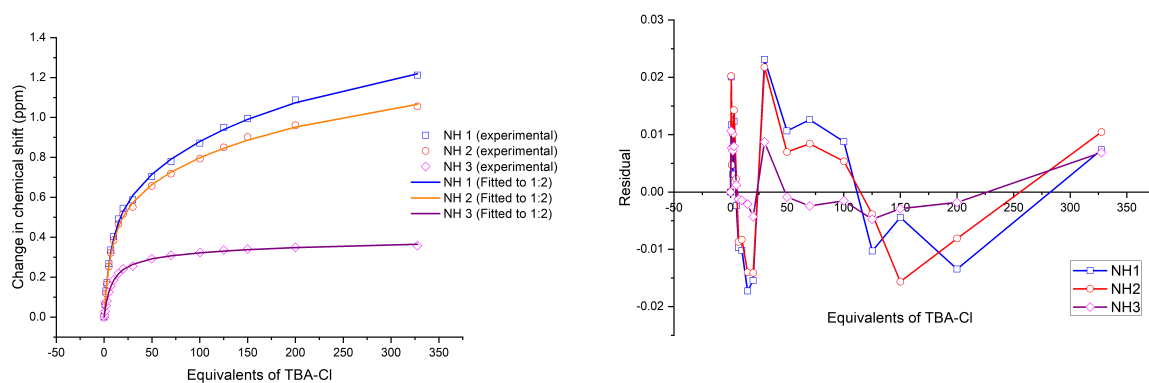 1.4
1.2
1.0
0.8
0.6
0.4
0.2
0.0
Change in chemical shift (ppm)
-50
0
50
100
150
200
250
300
350
Equivalents of TBA-Cl
NH 1 (experimental)
NH 2 (experimental)
NH 3 (experimental)
NH 1 (Fitted to 1:2)
NH 2 (Fitted to 1:2)
NH 3 (Fitted to 1:2)
0.03
0.02
0.01
0.00
-0.01
-0.02
Residual
-50
0
50
100
150
200
250
300
350
Equivalents of TBA-Cl
NH1
NH2
NH3